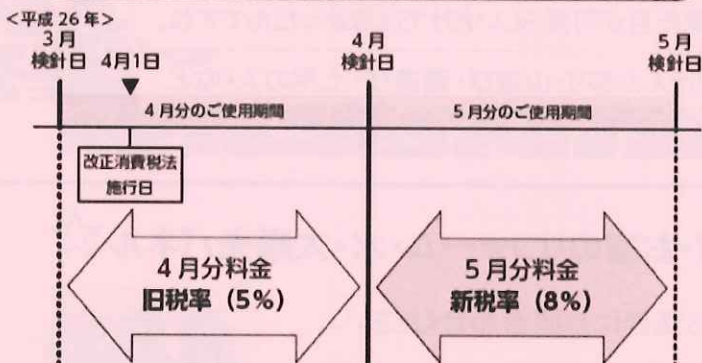 <平成26年>
3月
検針日
4月1日
4月
検針日
5月
検針日
4月分のご使用期間
5月分のご使用期間
改正消費税法
施行日
4月分料金
旧税率（5%）
5月分料金
新税率（8%）